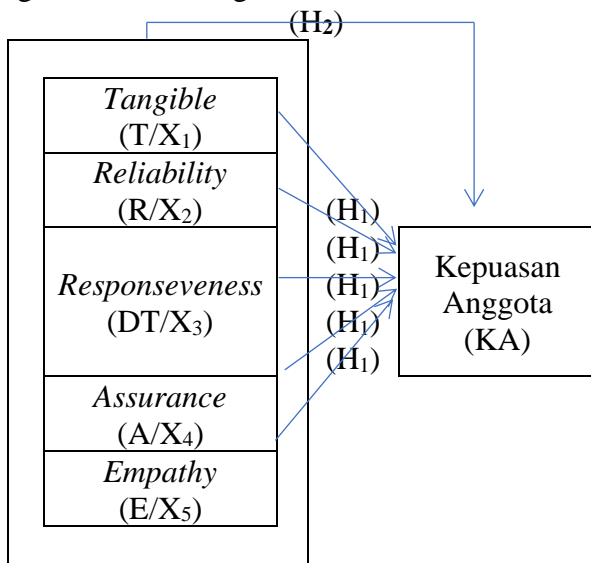 (H₂)
Tangible
(T/X₁)
Reliability
(R/X₂)
Responseveness
(DT/X₃)
Assurance
(A/X₄)
Empathy
(E/X₅)
(H₁)
(H₁)
(H₁)
(H₁)
(H₁)
Kepuasan
Anggota
(KA)